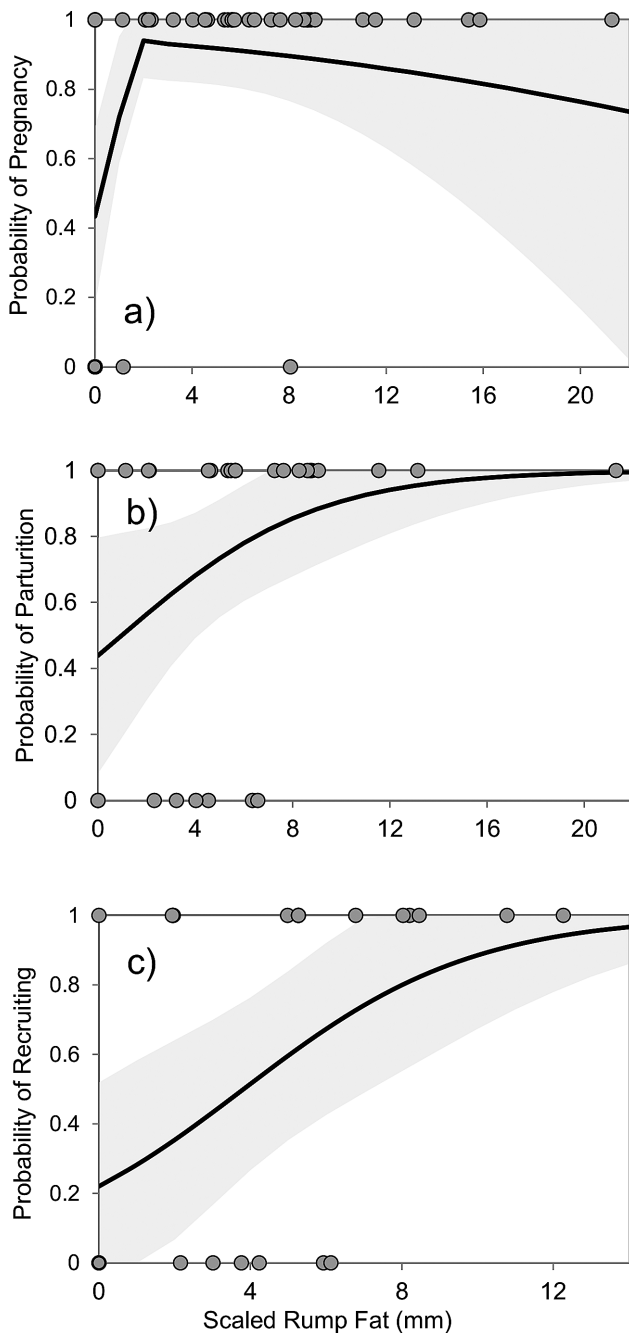 1
0.8
0.6
0.4
0.2
0
Probability of Pregnancy
a)
0 4 8 12 16 20
1
0.8
0.6
0.4
0.2
0
Probability of Parturition
b)
0 4 8 12 16 20
1
0.8
0.6
0.4
0.2
0
Probability of Recruiting
c)
0 4 8 12
Scaled Rump Fat (mm)